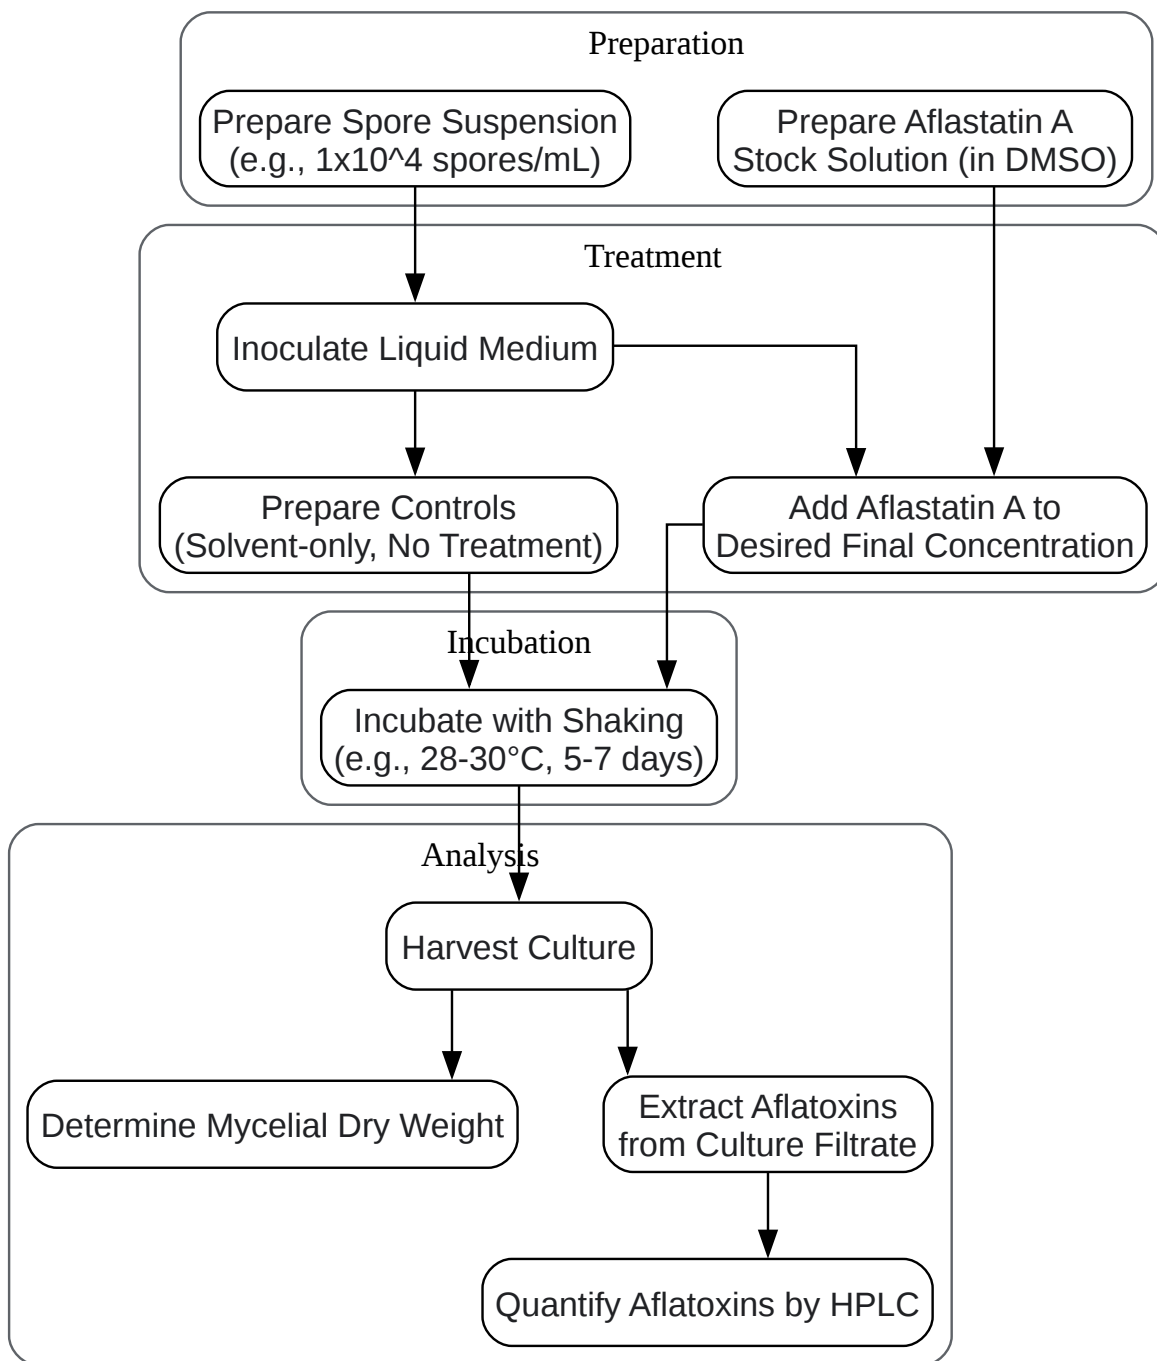 Preparation
Prepare Spore Suspension
(e.g., 1x10^4 spores/mL)
Prepare Aflastatin A
Stock Solution (in DMSO)
Treatment
Inoculate Liquid Medium
Prepare Controls
(Solvent-only, No Treatment)
Add Aflastatin A to
Desired Final Concentration
Incubation
Incubate with Shaking
(e.g., 28-30°C, 5-7 days)
Analysis
Harvest Culture
Determine Mycelial Dry Weight
Extract Aflatoxins
from Culture Filtrate
Quantify Aflatoxins by HPLC